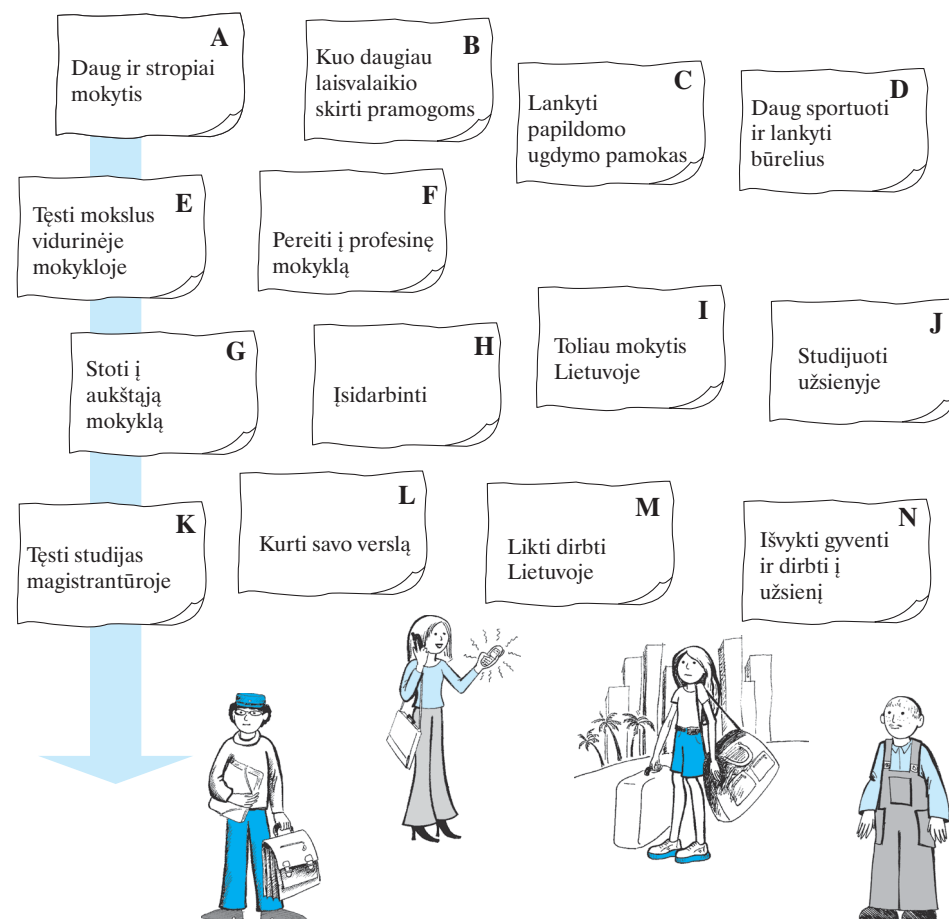 A
Daug ir stropiai
mokytis
B
Kuo daugiau
laisvalaikio
skirti pramogoms
C
Lankyti
papildomo
ugdymo pamokas
D
Daug sportuoti
ir lankyti
būrelius
E
Tęsti mokslus
vidurinėje
mokykloje
F
Pereiti į profesinę
mokyklą
G
Stoti į
aukštąją
mokyklą
H
Įsidarbinti
I
Toliau mokytis
Lietuvoje
J
Studijuoti
užsienyje
K
Tęsti studijas
magistrantūroje
L
Kurti savo verslą
M
Likti dirbti
Lietuvoje
N
Išvykti gyventi
ir dirbti į
užsienį